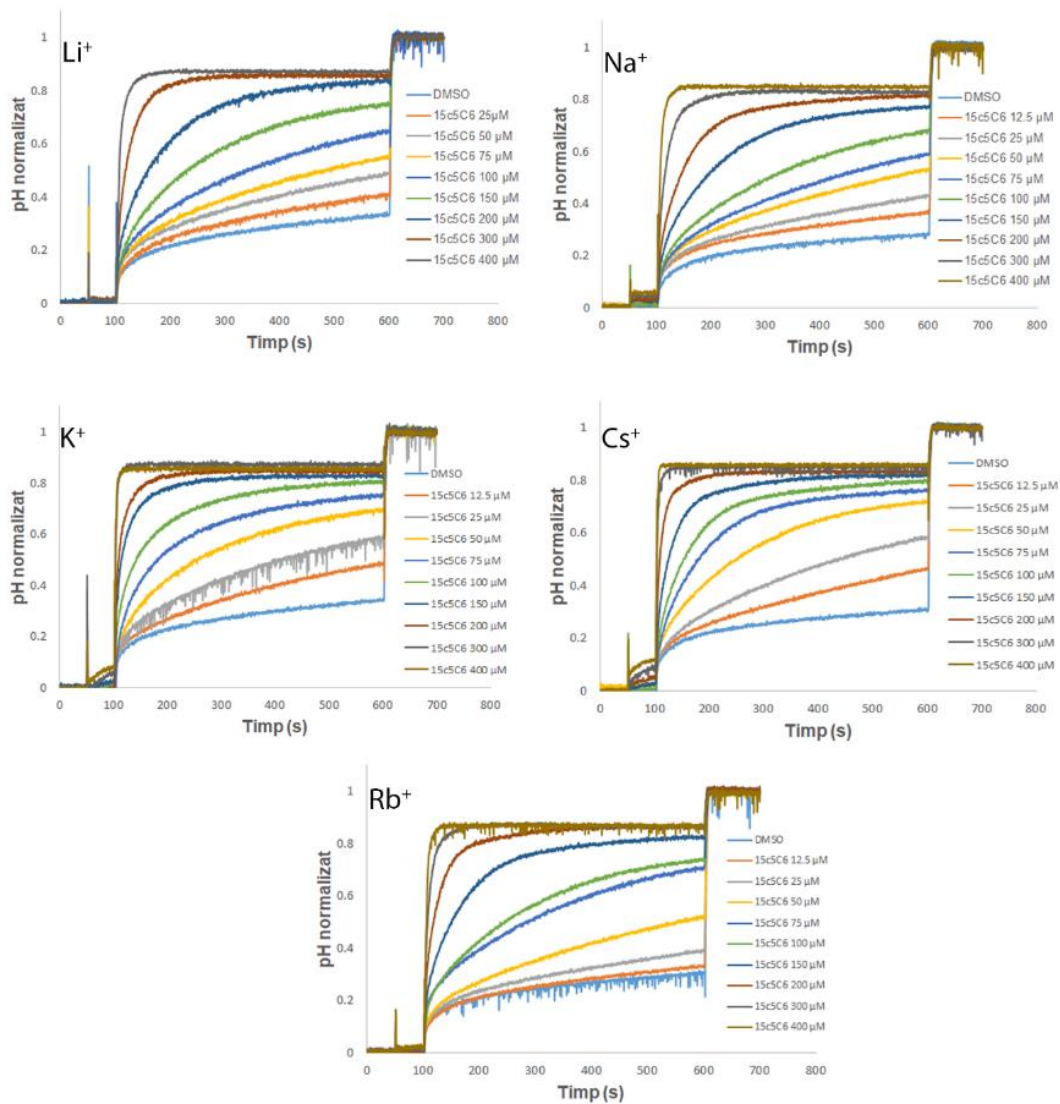 Li⁺
pH normalizat
1
0.8
0.6
0.4
0.2
0
0 100 200 300 400 500 600 700 800
Timp (s)
DMSO
15c5C6 25µM
15c5C6 50 µM
15c5C6 75 µM
15c5C6 100 µM
15c5C6 150 µM
15c5C6 200 µM
15c5C6 300 µM
15c5C6 400 µM
Na⁺
pH normalizat
1
0.8
0.6
0.4
0.2
0
0 100 200 300 400 500 600 700 800
Timp (s)
DMSO
15c5C6 12.5 µM
15c5C6 25 µM
15c5C6 50 µM
15c5C6 75 µM
15c5C6 100 µM
15c5C6 150 µM
15c5C6 200 µM
15c5C6 300 µM
15c5C6 400 µM
K⁺
pH normalizat
1
0.8
0.6
0.4
0.2
0
0 100 200 300 400 500 600 700 800
Timp (s)
DMSO
15c5C6 12.5 µM
15c5C6 25 µM
15c5C6 50 µM
15c5C6 75 µM
15c5C6 100 µM
15c5C6 150 µM
15c5C6 200 µM
15c5C6 300 µM
15c5C6 400 µM
Cs⁺
pH normalizat
1
0.8
0.6
0.4
0.2
0
0 100 200 300 400 500 600 700 800
Timp (s)
DMSO
15c5C6 12.5 µM
15c5C6 25 µM
15c5C6 50 µM
15c5C6 75 µM
15c5C6 100 µM
15c5C6 150 µM
15c5C6 200 µM
15c5C6 300 µM
15c5C6 400 µM
Rb⁺
pH normalizat
1
0.8
0.6
0.4
0.2
0
0 100 200 300 400 500 600 700 800
Timp (s)
DMSO
15c5C6 12.5 µM
15c5C6 25 µM
15c5C6 50 µM
15c5C6 75 µM
15c5C6 100 µM
15c5C6 150 µM
15c5C6 200 µM
15c5C6 300 µM
15c5C6 400 µM